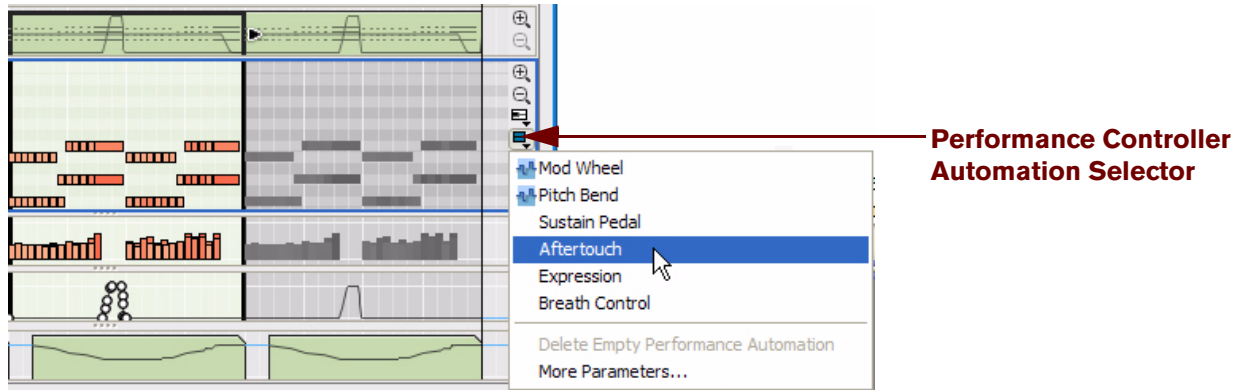 Performance Controller
Automation Selector
Mod Wheel
Pitch Bend
Sustain Pedal
Aftertouch
Expression
Breath Control
Delete Empty Performance Automation
More Parameters...